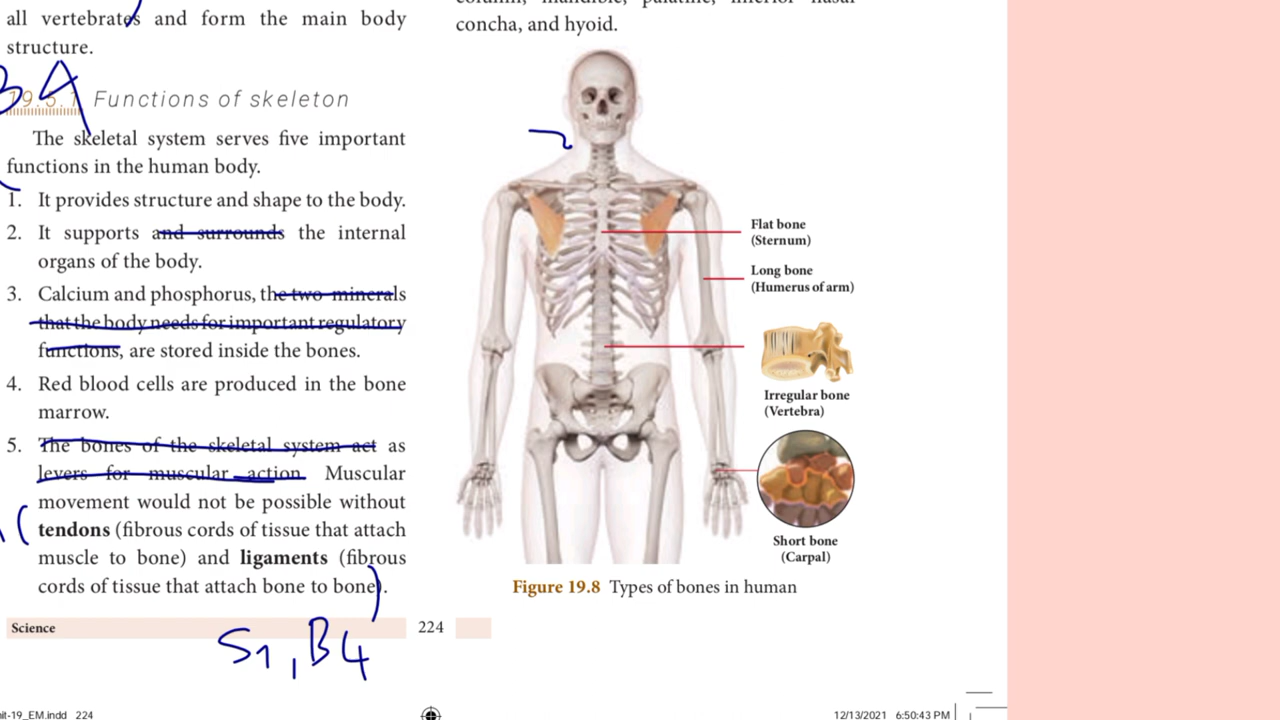 all vertebrates and form the main body
structure.
B4
Functions of skeleton
The skeletal system serves five important
functions in the human body.
1. It provides structure and shape to the body.
2. It supports and surrounds the internal
organs of the body.
3. Calcium and phosphorus, the two minerals
that the body needs for important regulatory
functions, are stored inside the bones.
4. Red blood cells are produced in the bone
marrow.
5. The bones of the skeletal system act as
levers for muscular action. Muscular
movement would not be possible without
tendons (fibrous cords of tissue that attach
muscle to bone) and ligaments (fibrous
cords of tissue that attach bone to bone).
Science
224
S1, B4
concha, and hyoid.
Flat bone
(Sternum)
Long bone
(Humerus of arm)
Irregular bone
(Vertebra)
Short bone
(Carpal)
Figure 19.8 Types of bones in human
nit-19_EM.indd 224
12/13/2021 6:50:43 PM